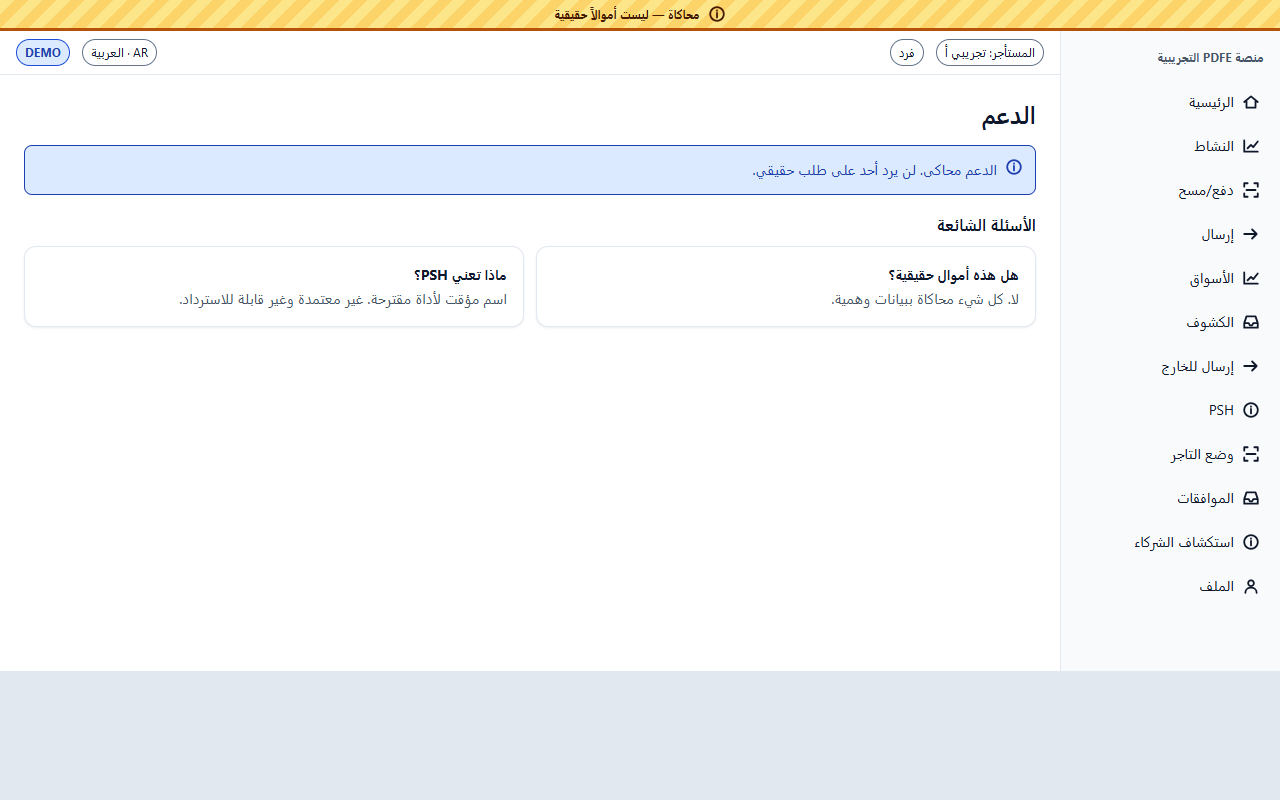 محاكاة — ليست أموالاً حقيقية
منصة PDFE التجريبية
الرئيسية
النشاط
دفع/مسح
إرسال
الأسواق
الكشوف
إرسال للخارج
PSH
وضع التاجر
الموافقات
استكشاف الشركاء
الملف
المستأجر: تجريبي أ
فرد
AR · العربية
DEMO
الدعم
الدعم محاكى. لن يرد أحد على طلب حقيقي.
الأسئلة الشائعة
هل هذه أموال حقيقية؟
لا. كل شيء محاكاة ببيانات وهمية.
ماذا تعني PSH؟
اسم مؤقت لأداة مقترحة. غير معتمدة وغير قابلة للاسترداد.